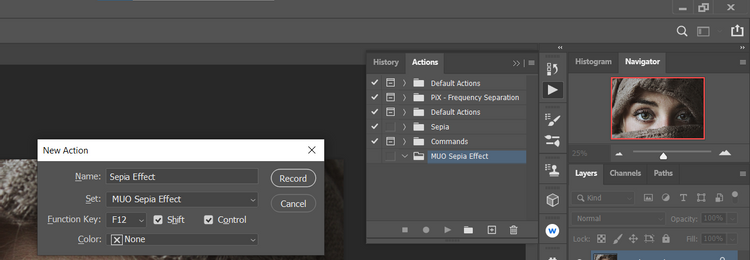 History
Actions
Default Actions
PiX - Frequency Separation
Default Actions
Sepia
Commands
MUO Sepia Effect
New Action
Name: Sepia Effect
Record
Set: MUO Sepia Effect
Cancel
Function Key: F12 Shift Control
Color: None
Histogram
Navigator
25%
Layers
Channels
Paths
Kind
Normal
Opacity: 100%
Lock:
Fill: 100%